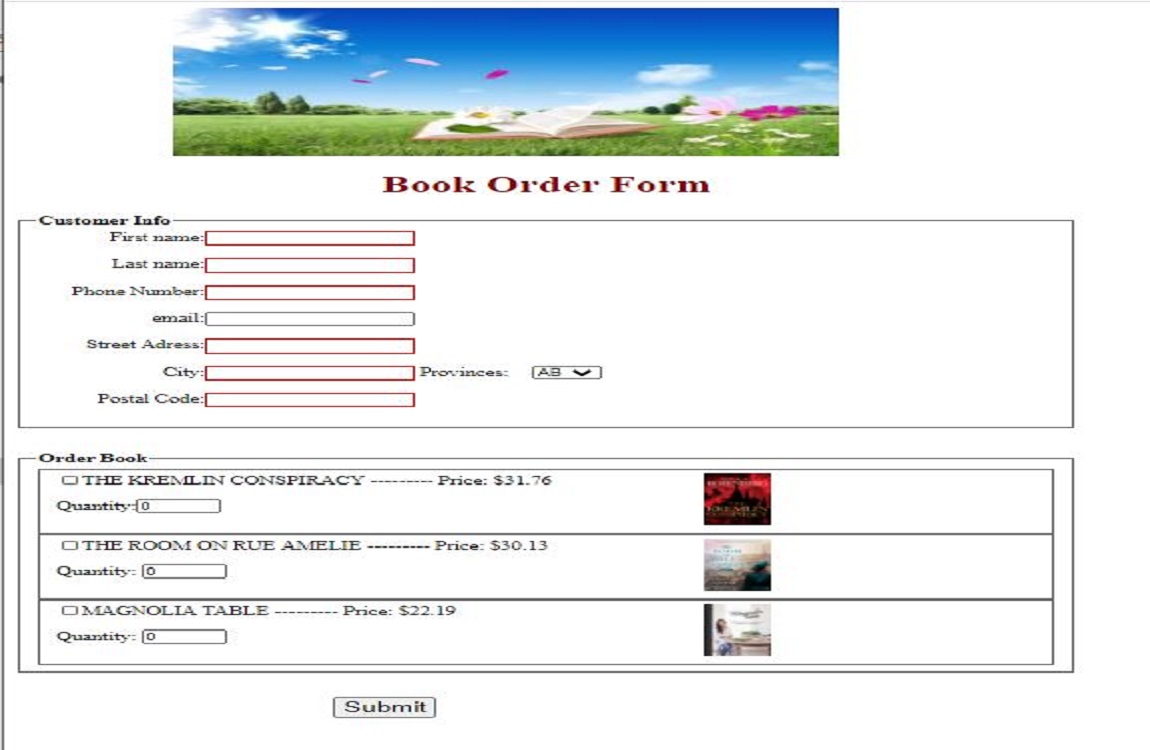 Book Order Form
Customer Info
First name:
Last name:
Phone Number:
email:
Street Adress:
City: Provinces: AB
Postal Code:
Order Book
THE KREMLIN CONSPIRACY --------- Price: $31.76
Quantity: 0
THE ROOM ON RUE AMELIE --------- Price: $30.13
Quantity: 0
MAGNOLIA TABLE --------- Price: $22.19
Quantity: 0
Submit